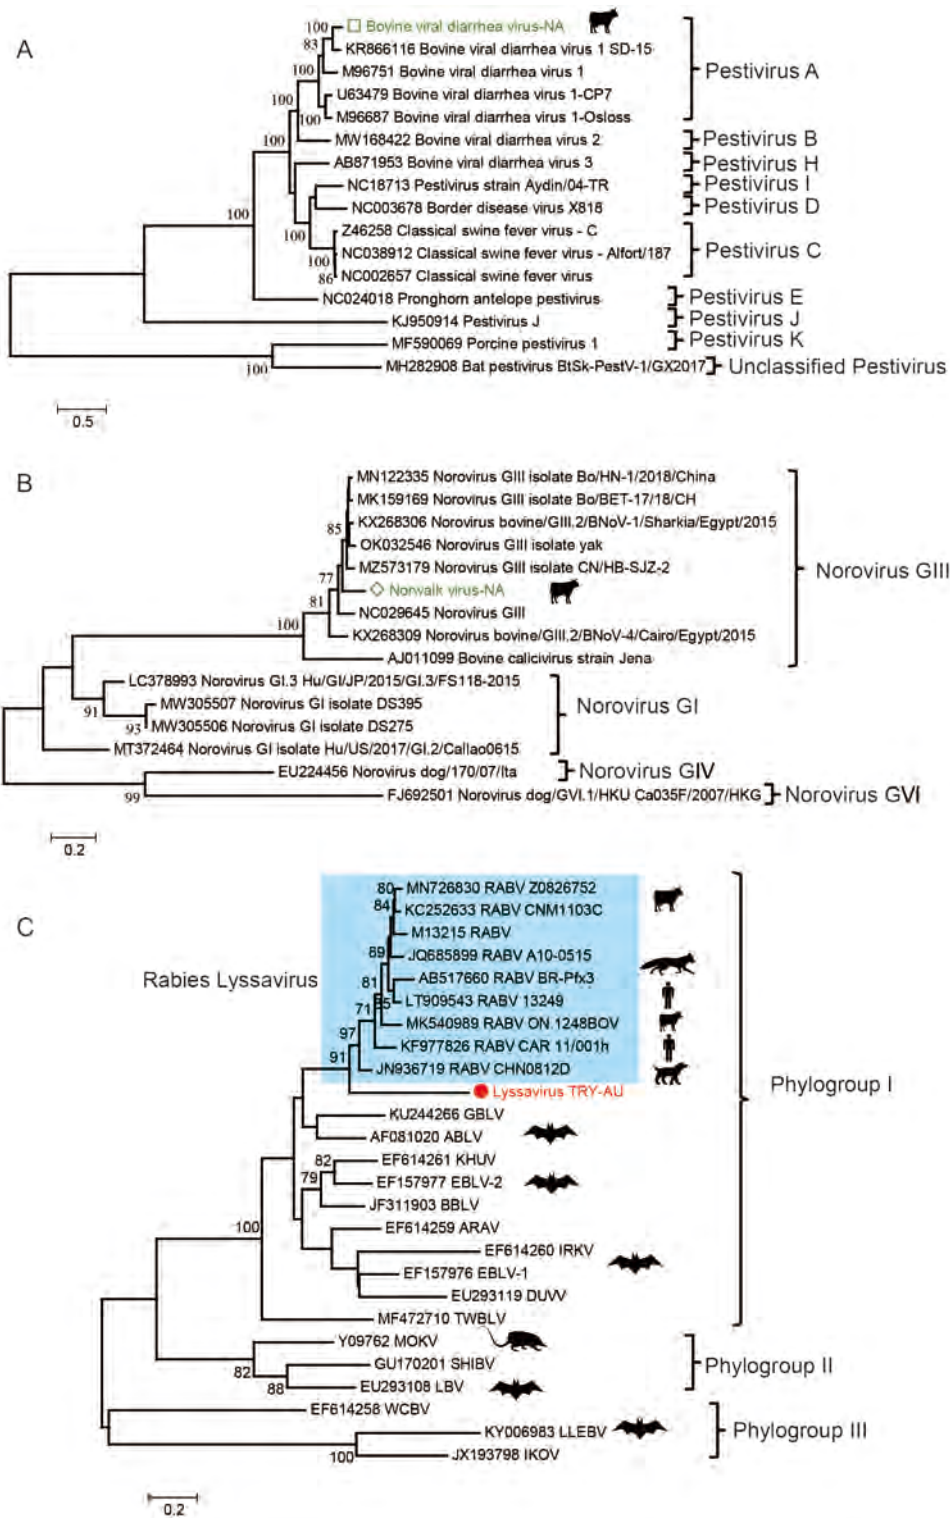 A
100
Bovine viral diarrhea virus-NA
83
KR866116 Bovine viral diarrhea virus 1 SD-15
100
M96751 Bovine viral diarrhea virus 1
Pestivirus A
100
U63479 Bovine viral diarrhea virus 1-CP7
100
M96687 Bovine viral diarrhea virus 1-Osloss
100
MW168422 Bovine viral diarrhea virus 2
Pestivirus B
AB871953 Bovine viral diarrhea virus 3
Pestivirus H
NC18713 Pestivirus strain Aydin/04-TR
Pestivirus I
100
NC003678 Border disease virus X818
Pestivirus D
100
Z46258 Classical swine fever virus - C
100
NC038912 Classical swine fever virus - Alfort/187
Pestivirus C
86
NC002657 Classical swine fever virus
NC024018 Pronghorn antelope pestivirus
Pestivirus E
KJ950914 Pestivirus J
Pestivirus J
MF590069 Porcine pestivirus 1
Pestivirus K
100
MH282908 Bat pestivirus BtSk-PestV-1/GX2017
Unclassified Pestivirus
0.5
B
MN122335 Norovirus GIII isolate Bo/HN-1/2018/China
MK159169 Norovirus GIII isolate Bo/BET-17/18/CH
85
KX268306 Norovirus bovine/GIII.2/BNoV-1/Sharkia/Egypt/2015
OK032546 Norovirus GIII isolate yak
MZ573179 Norovirus GIII isolate CN/HB-SJZ-2
Norovirus GIII
77
Norwalk virus-NA
81
NC029645 Norovirus GIII
100
KX268309 Norovirus bovine/GIII.2/BNoV-4/Cairo/Egypt/2015
AJ011099 Bovine calicivirus strain Jena
LC378993 Norovirus GI.3 Hu/GI/JP/2015/GI.3/FS118-2015
91
MW305507 Norovirus GI isolate DS395
Norovirus GI
93
MW305506 Norovirus GI isolate DS275
MT372464 Norovirus GI isolate Hu/US/2017/GI.2/Callao0615
EU224456 Norovirus dog/170/07/Ita
Norovirus GIV
99
FJ692501 Norovirus dog/GVI.1/HKU Ca035F/2007/HKG
Norovirus GVI
0.2
C
80
MN726830 RABV Z0826752
84
KC252633 RABV CNM1103C
M13215 RABV
89
JQ685899 RABV A10-0515
Rabies Lyssavirus
81
AB517660 RABV BR-Pfx3
85
LT909543 RABV 13249
71
MK540989 RABV ON.1248BOV
97
KF977826 RABV CAR 11/001h
91
JN936719 RABV CHN0812D
Phylogroup I
Lyssavirus TRY-AU
KU244266 GBLV
AF081020 ABLV
82
EF614261 KHUV
79
EF157977 EBLV-2
JF311903 BBLV
100
EF614259 ARAV
EF614260 IRKV
EF157976 EBLV-1
EU293119 DUVV
MF472710 TWBLV
Y09762 MOKV
82
GU170201 SHIBV
Phylogroup II
88
EU293108 LBV
EF614258 WCBV
KY006983 LLEBV
Phylogroup III
100
JX193798 IKOV
0.2